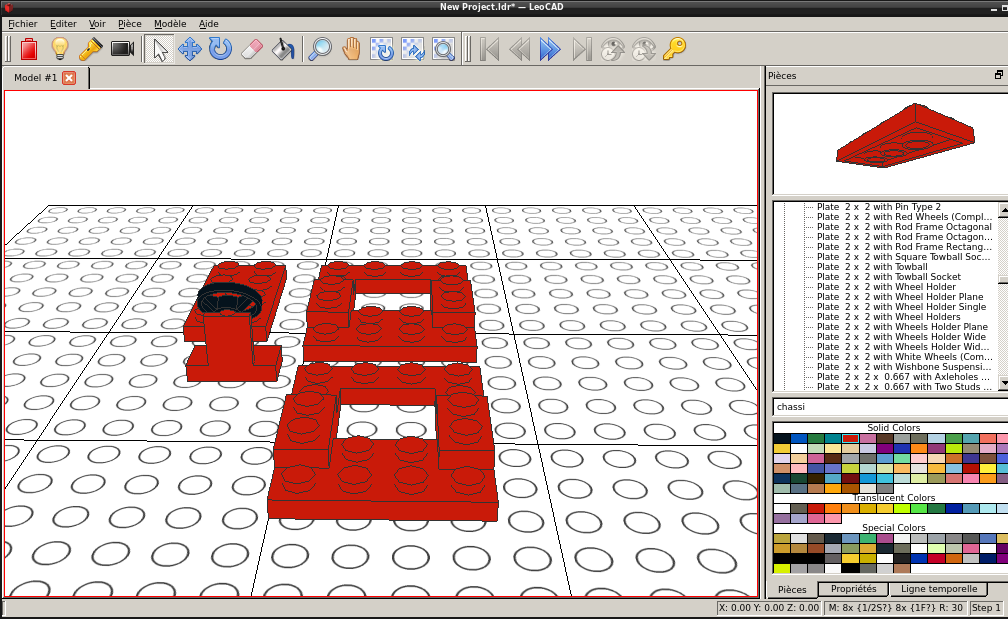 New Project.ldr* — LeoCAD
Fichier Editer Voir Pièce Modèle Aide
Model #1
Pièces
Plate 2 x 2 with Pin Type 2
Plate 2 x 2 with Red Wheels (Compl...
Plate 2 x 2 with Rod Frame Octagonal
Plate 2 x 2 with Rod Frame Octagon...
Plate 2 x 2 with Rod Frame Rectang...
Plate 2 x 2 with Square Towball Soc...
Plate 2 x 2 with Towball
Plate 2 x 2 with Towball Socket
Plate 2 x 2 with Wheel Holder
Plate 2 x 2 with Wheel Holder Plane
Plate 2 x 2 with Wheel Holder Single
Plate 2 x 2 with Wheel Holders
Plate 2 x 2 with Wheels Holder Plane
Plate 2 x 2 with Wheels Holder Wide
Plate 2 x 2 with Wheels Holder Wid...
Plate 2 x 2 with White Wheels (Com...
Plate 2 x 2 with Wishbone Suspensi...
Plate 2 x 2 x 0.667 with Axleholes ...
Plate 2 x 2 x 0.667 with Two Studs ...
chassi
Solid Colors
Translucent Colors
Special Colors
Pièces Propriétés Ligne temporelle
X: 0.00 Y: 0.00 Z: 0.00 M: 8x {1/2S?} 8x {1F?} R: 30 Step 1